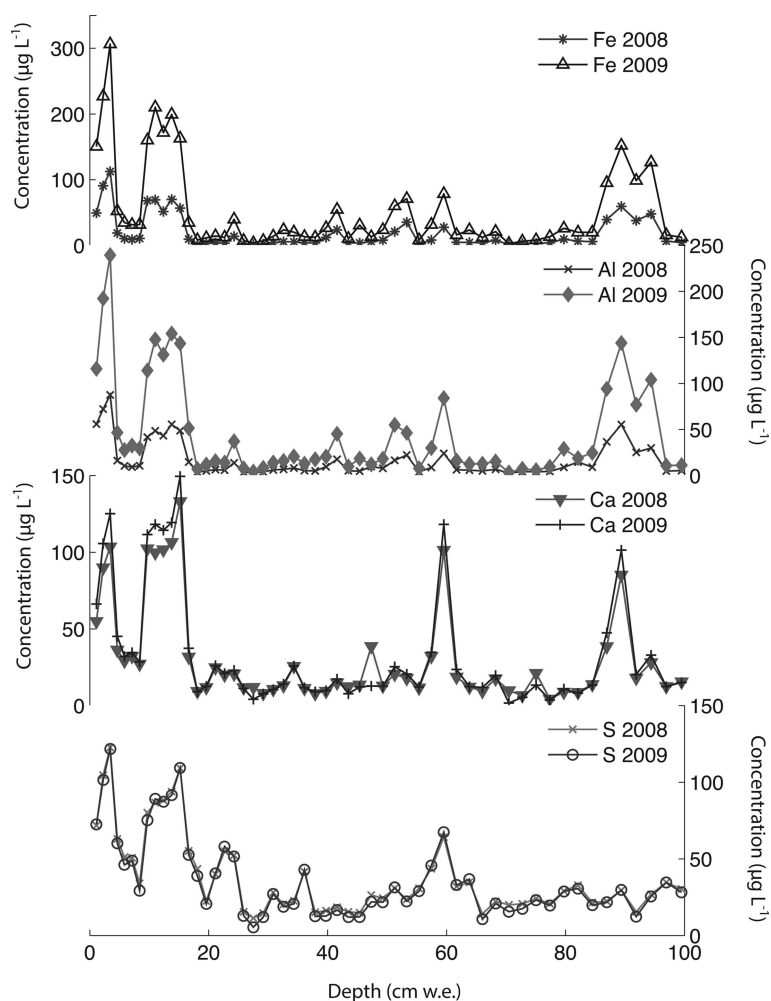 Concentration (µg L⁻¹)
300
200
100
0
Fe 2008
Fe 2009
Concentration (µg L⁻¹)
250
200
150
100
50
0
Al 2008
Al 2009
Concentration (µg L⁻¹)
150
100
50
0
Ca 2008
Ca 2009
Concentration (µg L⁻¹)
150
100
50
0
S 2008
S 2009
0 20 40 60 80 100
Depth (cm w.e.)